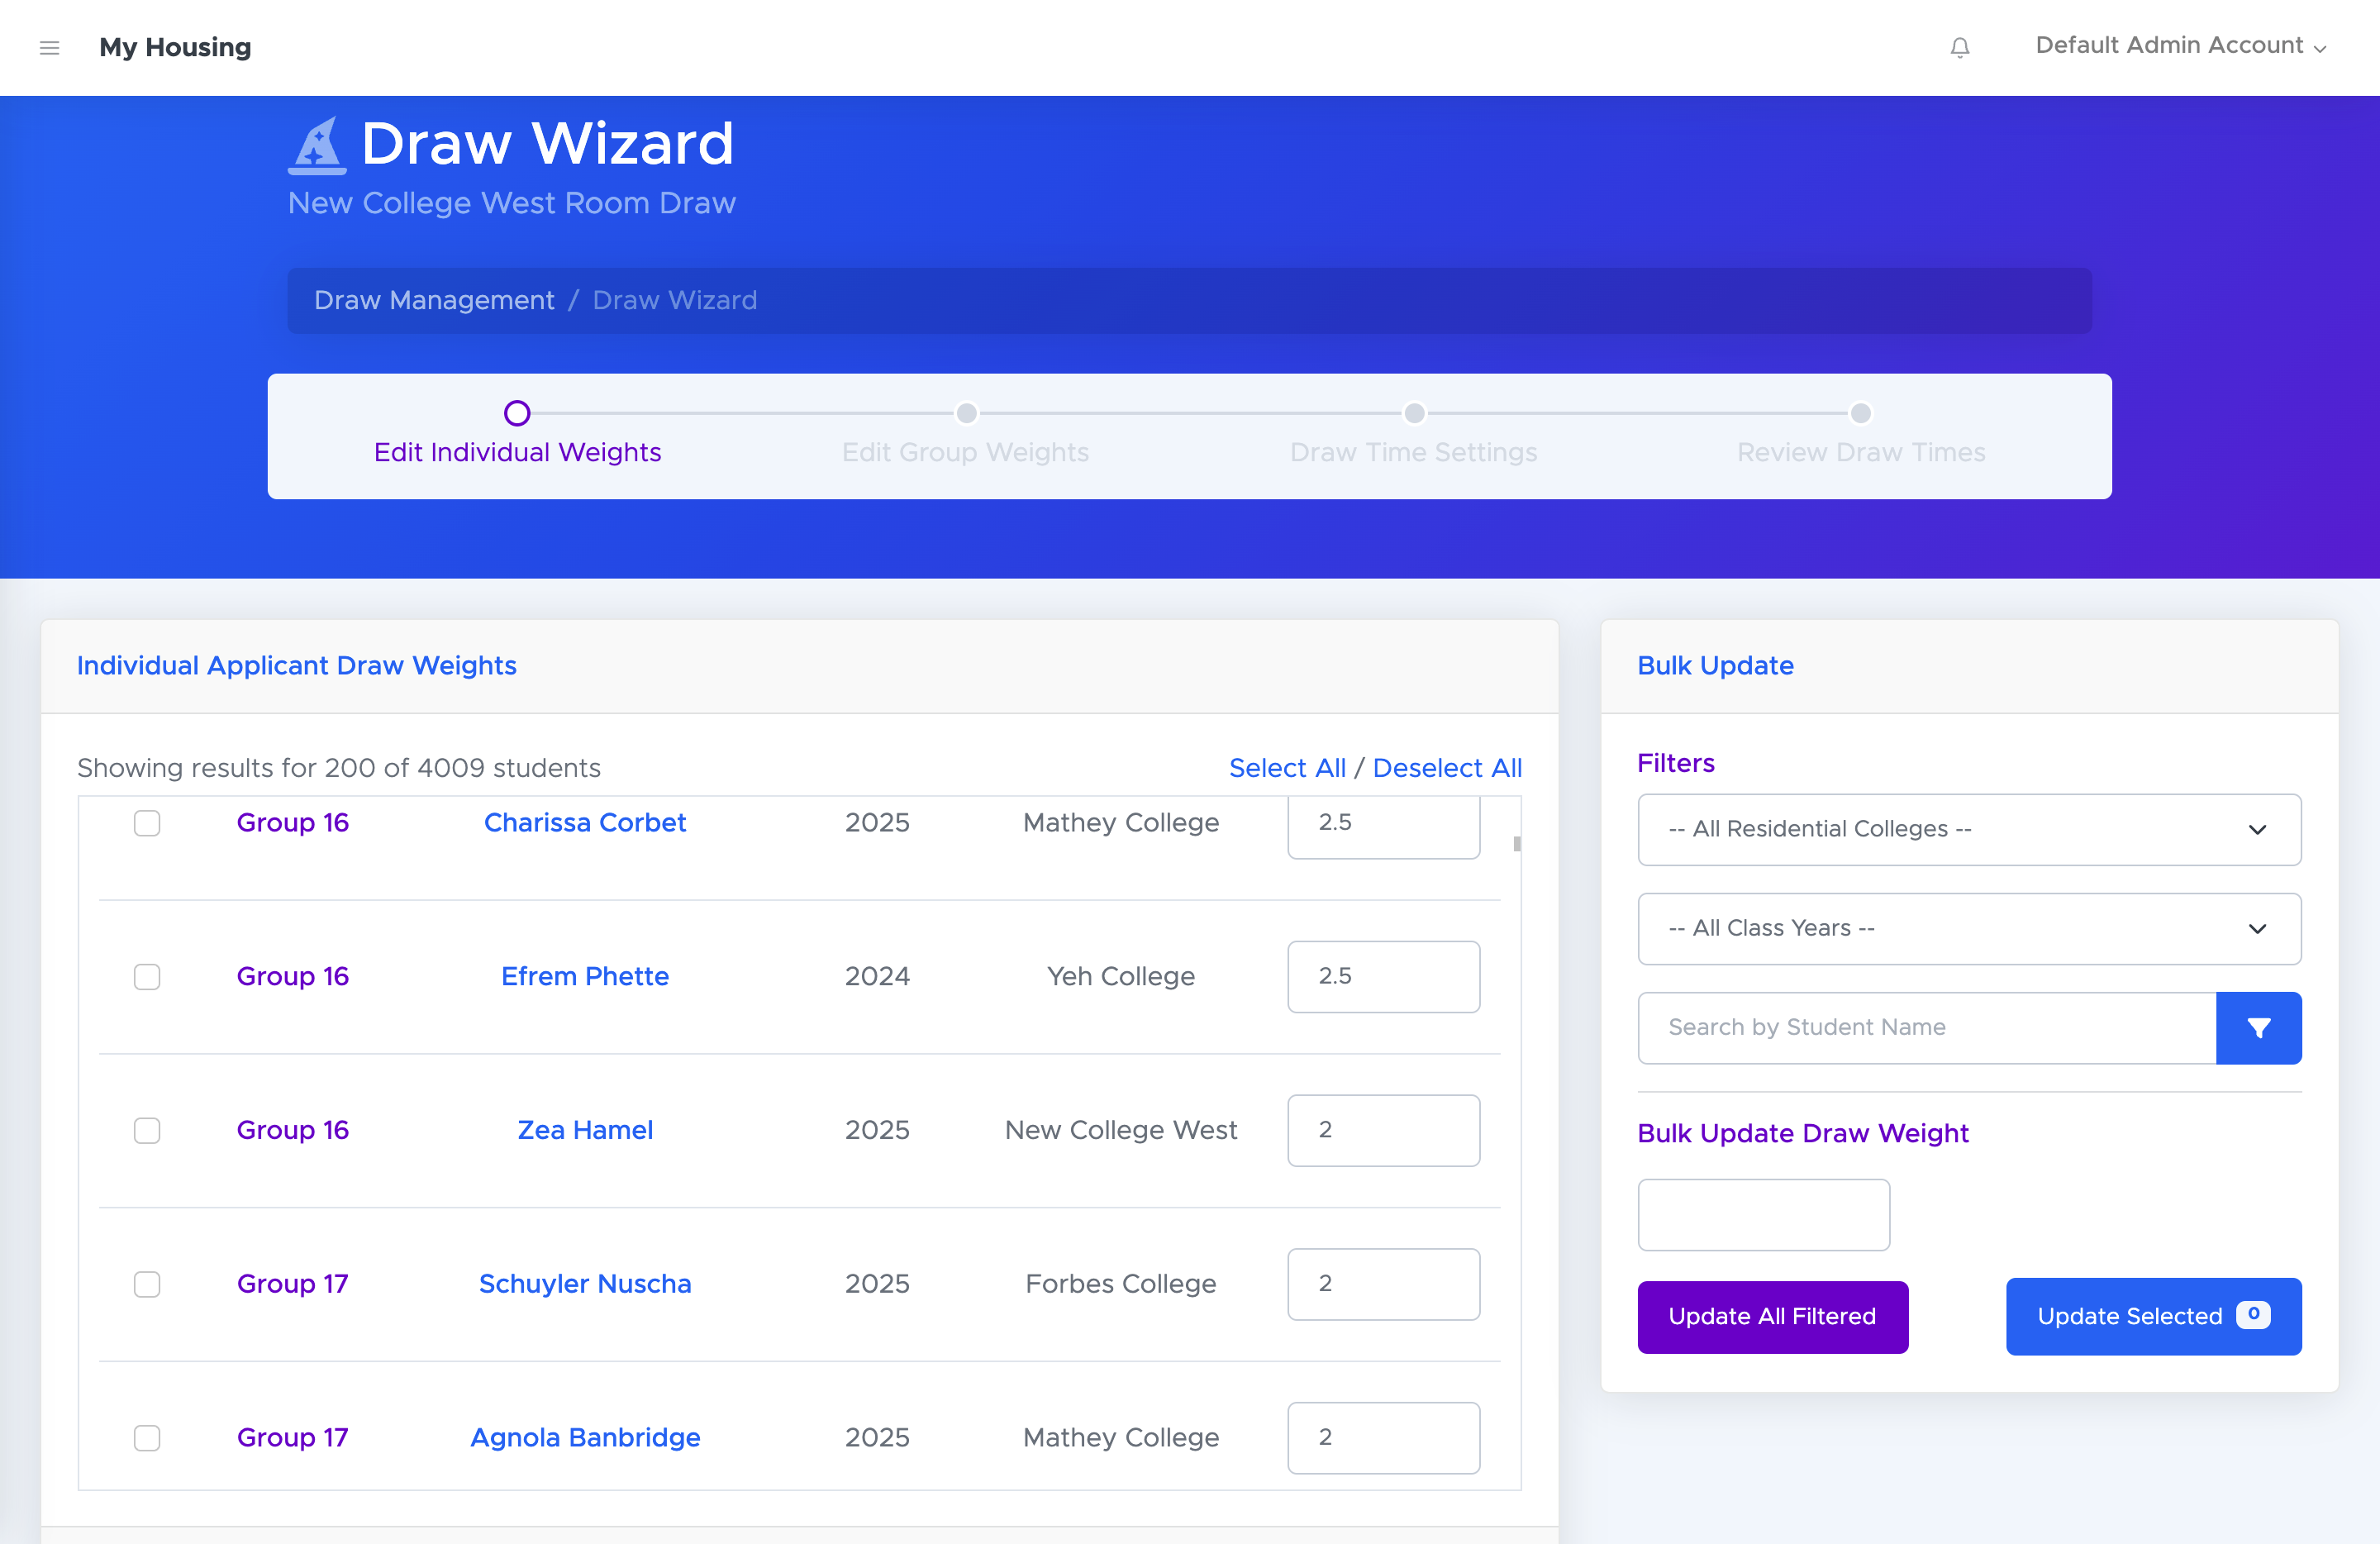 My Housing
Default Admin Account
Draw Wizard
New College West Room Draw
Draw Management / Draw Wizard
Edit Individual Weights
Edit Group Weights
Draw Time Settings
Review Draw Times
Individual Applicant Draw Weights
Showing results for 200 of 4009 students
Select All / Deselect All
Group 16 Charissa Corbet 2025 Mathey College 2.5
Group 16 Efrem Phette 2024 Yeh College 2.5
Group 16 Zea Hamel 2025 New College West 2
Group 17 Schuyler Nuscha 2025 Forbes College 2
Group 17 Agnola Banbridge 2025 Mathey College 2
Bulk Update
Filters
-- All Residential Colleges --
-- All Class Years --
Search by Student Name
Bulk Update Draw Weight
Update All Filtered
Update Selected 0